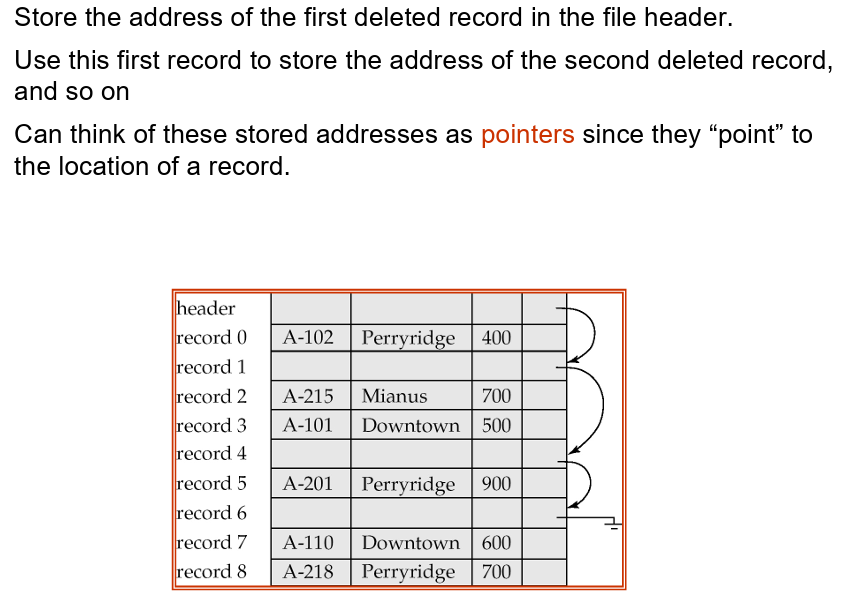 Store the address of the first deleted record in the file header.
Use this first record to store the address of the second deleted record,
and so on
Can think of these stored addresses as pointers since they “point” to
the location of a record.
header
record 0 A-102 Perryridge 400
record 1
record 2 A-215 Mianus 700
record 3 A-101 Downtown 500
record 4
record 5 A-201 Perryridge 900
record 6
record 7 A-110 Downtown 600
record 8 A-218 Perryridge 700